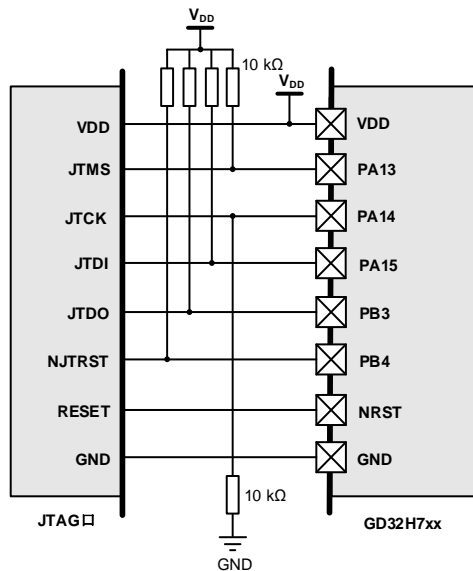 VDD
10 kΩ
VDD
VDD
VDD
JTMS
PA13
JTCK
PA14
JTDI
PA15
JTDO
PB3
NJTRST
PB4
RESET
NRST
GND
GND
10 kΩ
JTAG口
GD32H7xx
GND